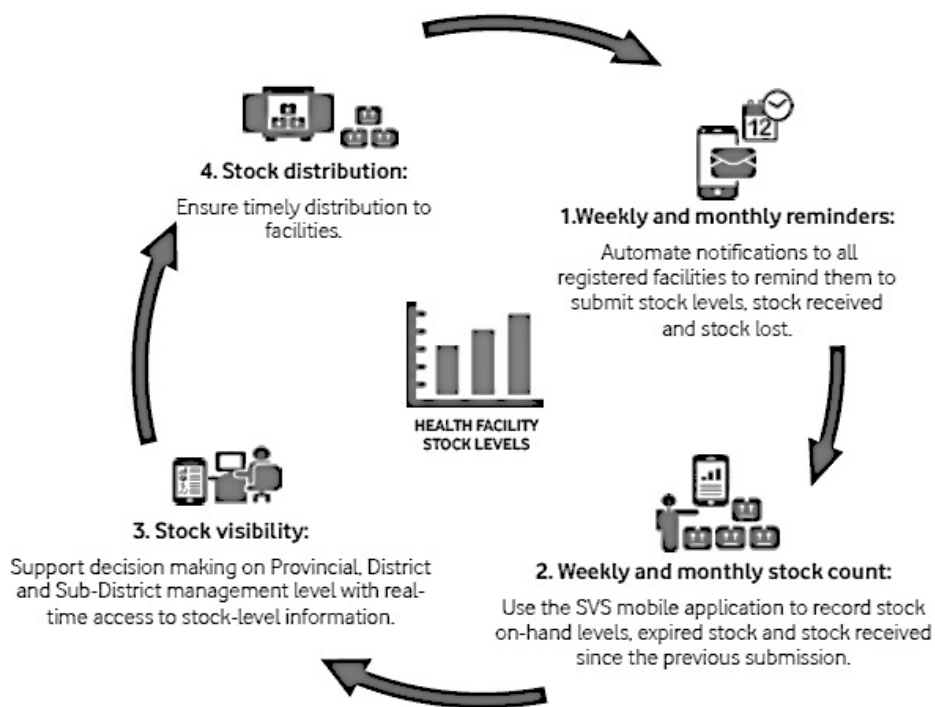 12
1.Weekly and monthly reminders:
Automate notifications to all
registered facilities to remind them to
submit stock levels, stock received
and stock lost.
2. Weekly and monthly stock count:
Use the SVS mobile application to record stock
on-hand levels, expired stock and stock received
since the previous submission.
3. Stock visibility:
Support decision making on Provincial, District
and Sub-District management level with real-
time access to stock-level information.
4. Stock distribution:
Ensure timely distribution to
facilities.
HEALTH FACILITY
STOCK LEVELS